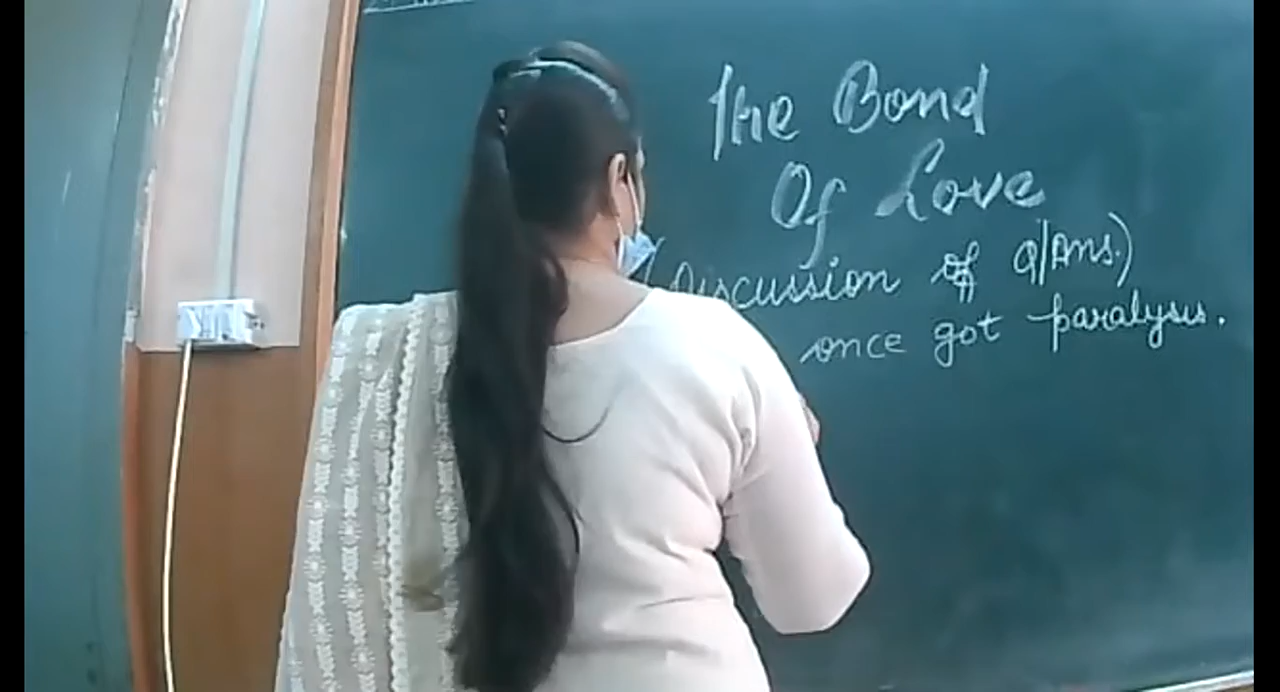 The Bond
Of Love
(Discussion of Q/Ans.)
once got paralysis.